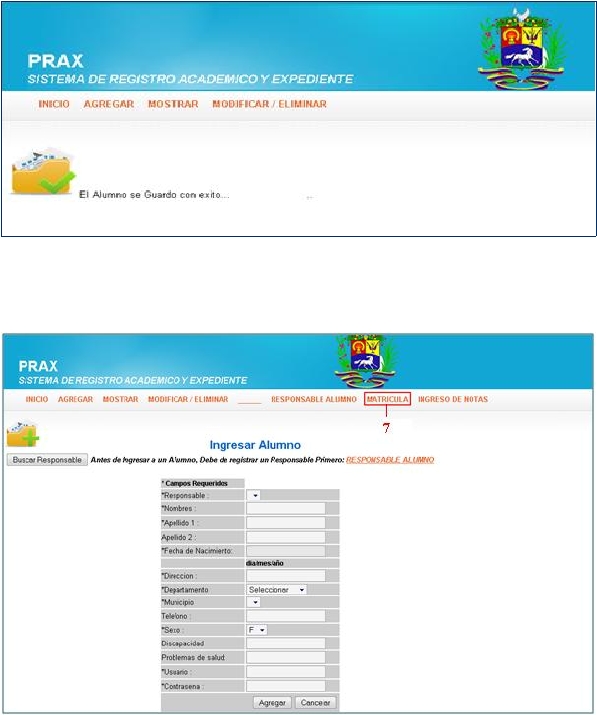 PRAX
SISTEMA DE REGISTRO ACADEMICO Y EXPEDIENTE
INICIO AGREGAR MOSTRAR MODIFICAR / ELIMINAR
El Alumno se Guardo con exito...
PRAX
SISTEMA DE REGISTRO ACADEMICO Y EXPEDIENTE
INICIO AGREGAR MOSTRAR MODIFICAR / ELIMINAR _____ RESPONSABLE ALUMNO MATRICULA INGRESO DE NOTAS
7
Ingresar Alumno
Buscar Responsable Antes de Ingresar a un Alumno, Debe de registrar un Responsable Primero: RESPONSABLE ALUMNO
* Campos Requeridos
*Responsable :
*Nombres :
*Apellido 1 :
Apellido 2 :
*Fecha de Nacimiento:
dia/mes/año
*Direccion :
*Departamento Seleccionar
*Municipio
Telefono :
*Sexo : F
Discapacidad
Problemas de salud:
*Usuario :
*Contrasena :
Agregar Cancelar